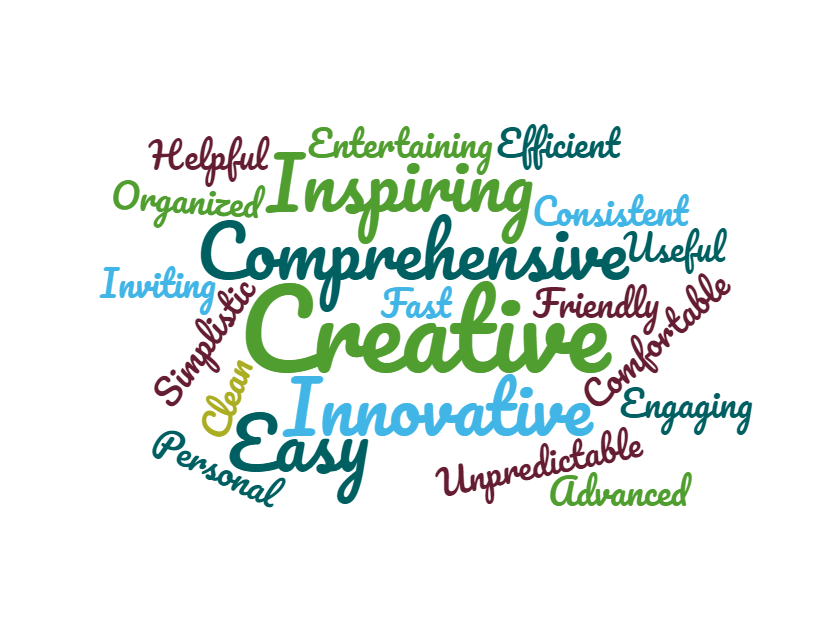 Entertaining
Efficient
Helpful
Inspiring
Organized
Consistent
Comprehensive
Useful
Inviting
Fast
Friendly
Simplistic
Creative
Comfortable
Clean
Innovative
Engaging
Easy
Personal
Unpredictable
Advanced